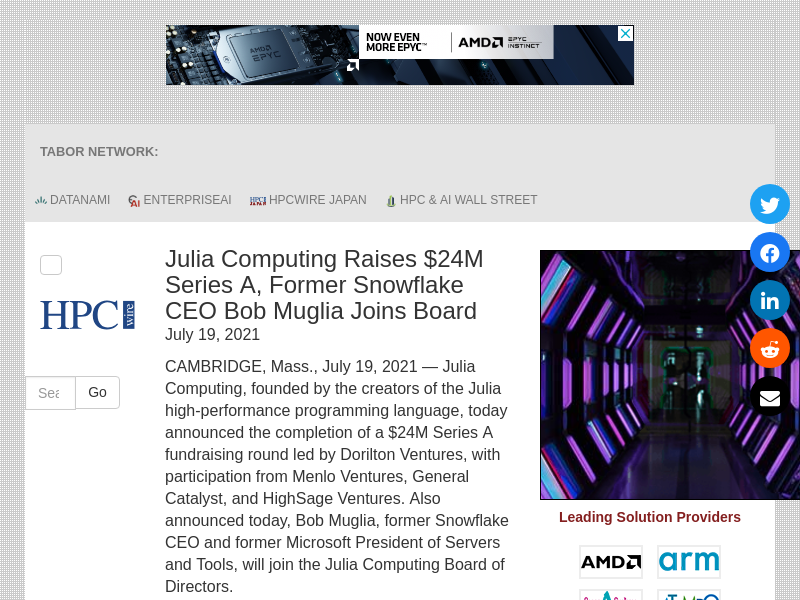 NOW EVEN
MORE EPYC™
AMD
EPYC
INSTINCT
AMD
EPYC
TABOR NETWORK:
DATANAMI
ENTERPRISEAI
HPCWIRE JAPAN
HPC & AI WALL STREET
Julia Computing Raises $24M
Series A, Former Snowflake
CEO Bob Muglia Joins Board
July 19, 2021
HPC wire
Sea
Go
CAMBRIDGE, Mass., July 19, 2021 — Julia
Computing, founded by the creators of the Julia
high-performance programming language, today
announced the completion of a $24M Series A
fundraising round led by Dorilton Ventures, with
participation from Menlo Ventures, General
Catalyst, and HighSage Ventures. Also
announced today, Bob Muglia, former Snowflake
CEO and former Microsoft President of Servers
and Tools, will join the Julia Computing Board of
Directors.
Leading Solution Providers
AMD
arm